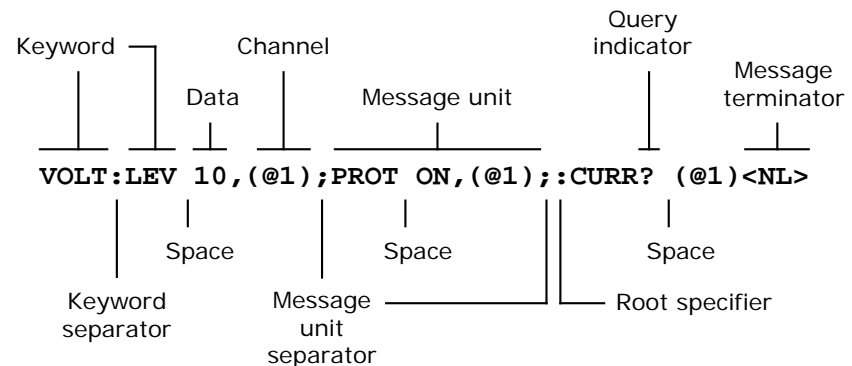 Query
indicator
Keyword
Channel
Message
terminator
Data
Message unit
VOLT:LEV 10,(@1);PROT ON,(@1);:CURR? (@1)<NL>
Space
Space
Space
Keyword
separator
Message
unit
separator
Root specifier